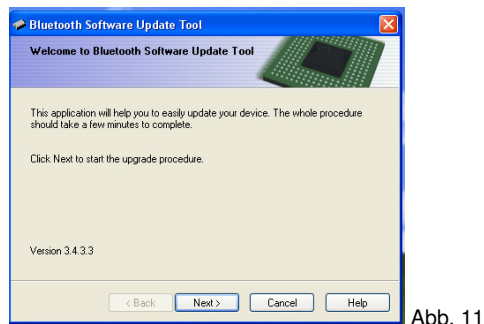 Bluetooth Software Update Tool
Welcome to Bluetooth Software Update Tool
This application will help you to easily update your device. The whole procedure
should take a few minutes to complete.
Click Next to start the upgrade procedure.
Version 3.4.3.3
< Back Next > Cancel Help
Abb. 11